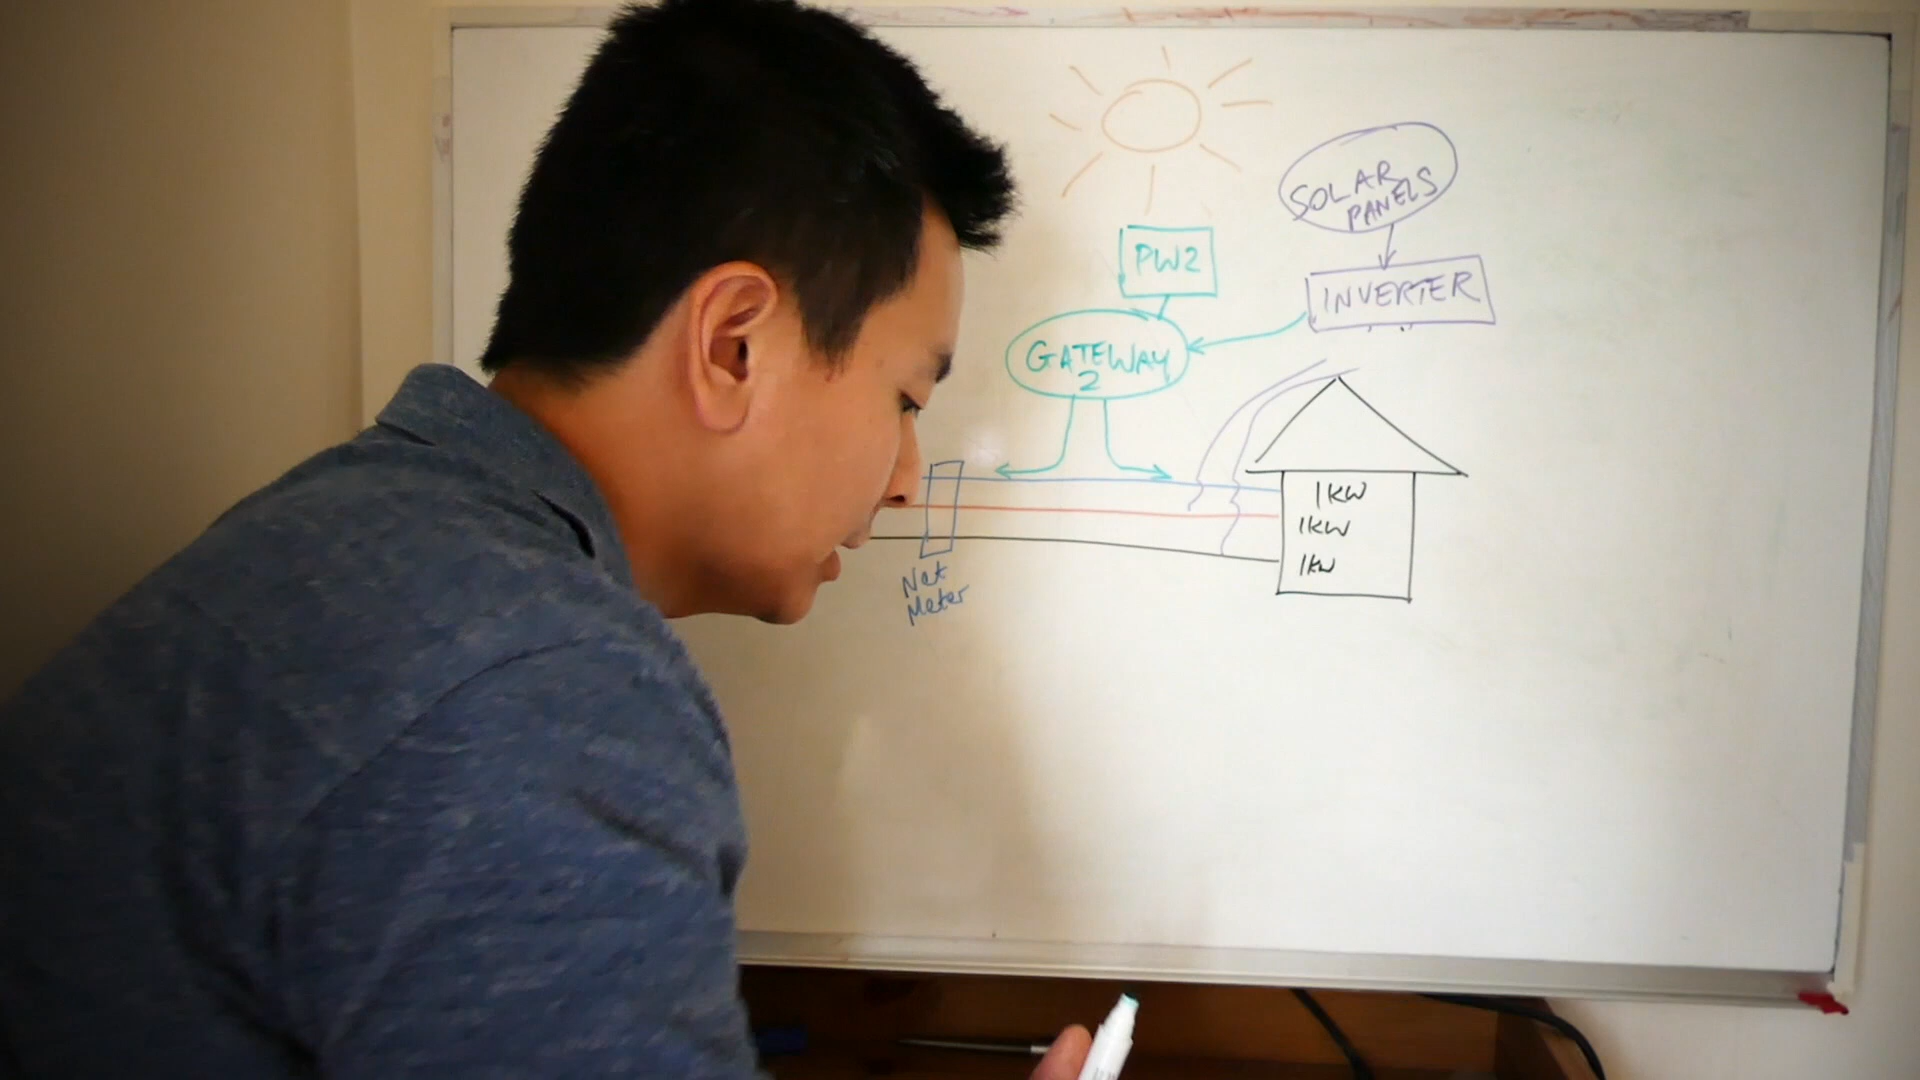 SOLAR
PANELS
PW2
INVERTER
GATEWAY
2
1KW
1KW
1KW
Net
Meter